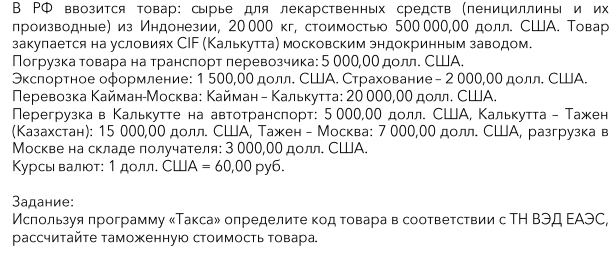 В РФ ввозится товар: сырье для лекарственных средств (пенициллины и их
производные) из Индонезии, 20 000 кг, стоимостью 500 000,00 долл. США. Товар
закупается на условиях CIF (Калькутта) московским эндокринным заводом.
Погрузка товара на транспорт перевозчика: 5 000,00 долл. США.
Экспортное оформление: 1 500,00 долл. США. Страхование – 2 000,00 долл. США.
Перевозка Кайман-Москва: Кайман – Калькутта: 20 000,00 долл. США.
Перегрузка в Калькутте на автотранспорт: 5 000,00 долл. США, Калькутта – Тажен
(Казахстан): 15 000,00 долл. США, Тажен – Москва: 7 000,00 долл. США, разгрузка в
Москве на складе получателя: 3 000,00 долл. США.
Курсы валют: 1 долл. США = 60,00 руб.
Задание:
Используя программу «Такса» определите код товара в соответствии с ТН ВЭД ЕАЭС,
рассчитайте таможенную стоимость товара.